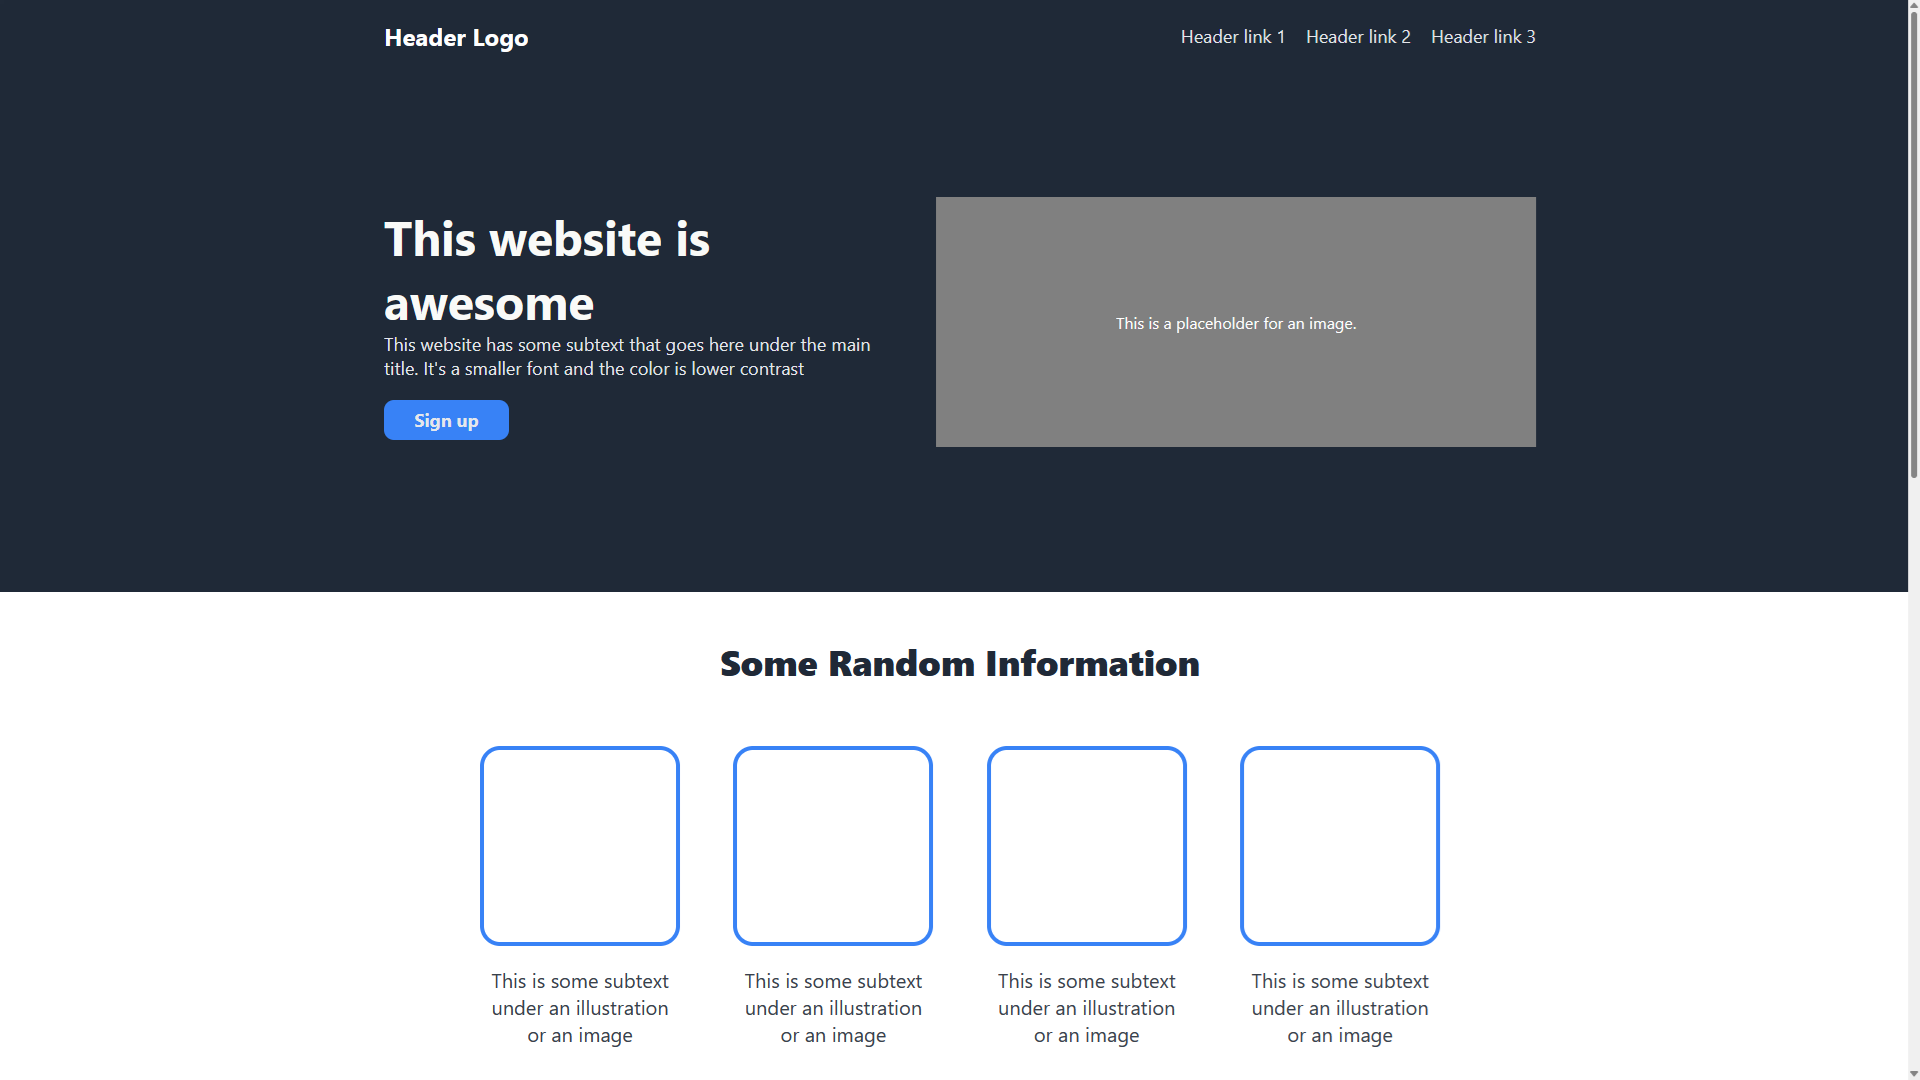 Header Logo
Header link 1
Header link 2
Header link 3
This website is
awesome
This website has some subtext that goes here under the main
title. It's a smaller font and the color is lower contrast
Sign up
This is a placeholder for an image.
Some Random Information
This is some subtext
under an illustration
or an image
This is some subtext
under an illustration
or an image
This is some subtext
under an illustration
or an image
This is some subtext
under an illustration
or an image